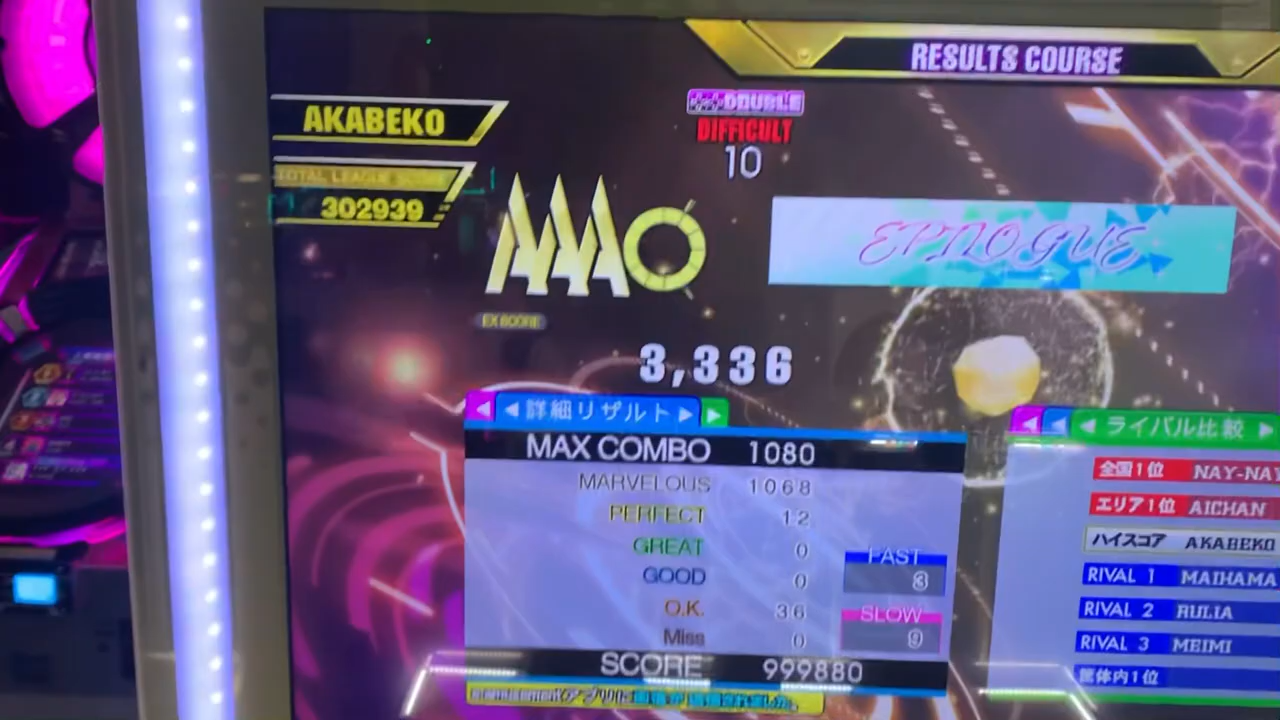 RESULTS COURSE
AKABEKO
DOUBLE
DIFFICULT
10
TOTAL LEAGUE SCORE
302939
AAA
EPILOGUE
EX SCORE
3,336
詳細リザルト
ライバル比較
MAX COMBO 1080
MARVELOUS 1068
PERFECT 12
GREAT 0
GOOD 0
O.K. 36
Miss 0
SCORE 999880
FAST
3
SLOW
9
全国1位 NAY-NAY
エリア1位 AICHAN
ハイスコア AKABEKO
RIVAL 1 MAIHAMA
RIVAL 2 RULIA
RIVAL 3 MEIMI
筐体内1位